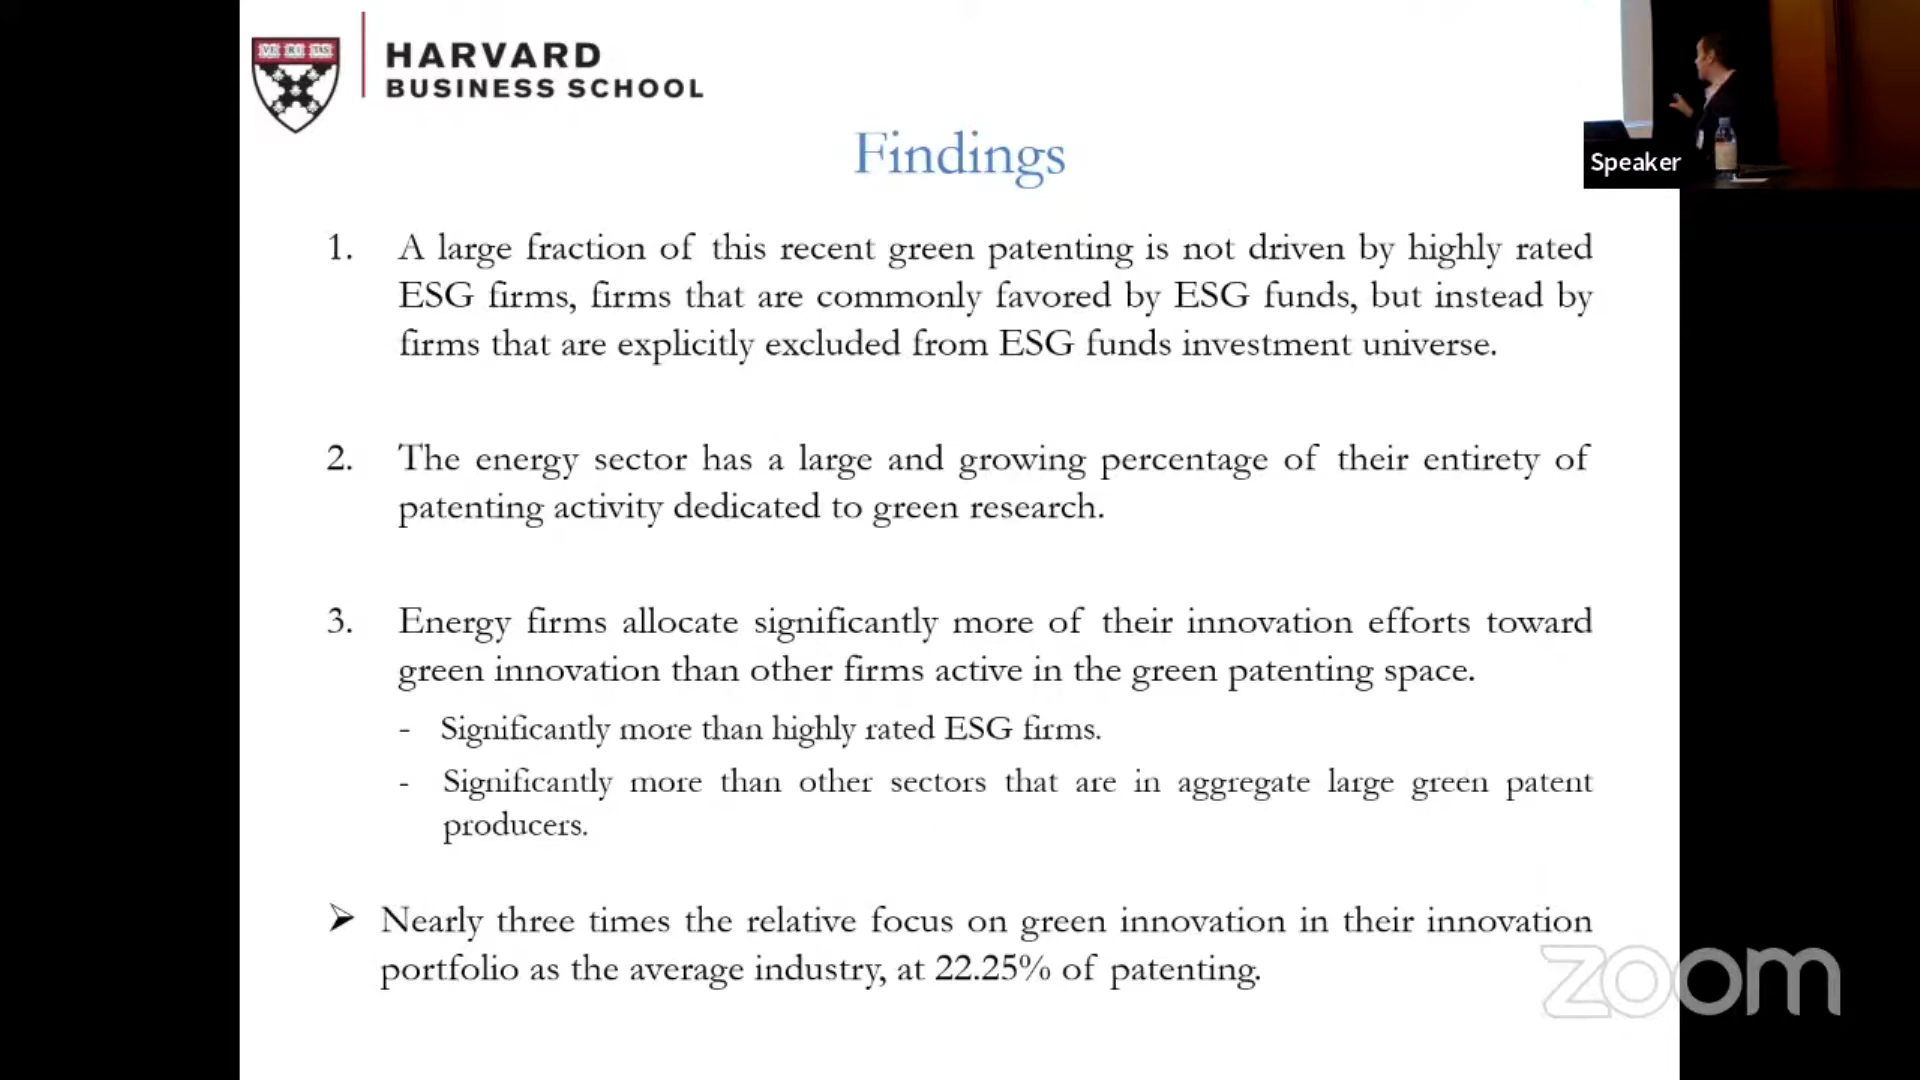 VE RI TAS
HARVARD
BUSINESS SCHOOL
Speaker
Findings
1. A large fraction of this recent green patenting is not driven by highly rated
ESG firms, firms that are commonly favored by ESG funds, but instead by
firms that are explicitly excluded from ESG funds investment universe.
2. The energy sector has a large and growing percentage of their entirety of
patenting activity dedicated to green research.
3. Energy firms allocate significantly more of their innovation efforts toward
green innovation than other firms active in the green patenting space.
- Significantly more than highly rated ESG firms.
- Significantly more than other sectors that are in aggregate large green patent
producers.
➢ Nearly three times the relative focus on green innovation in their innovation
portfolio as the average industry, at 22.25% of patenting.
zoom